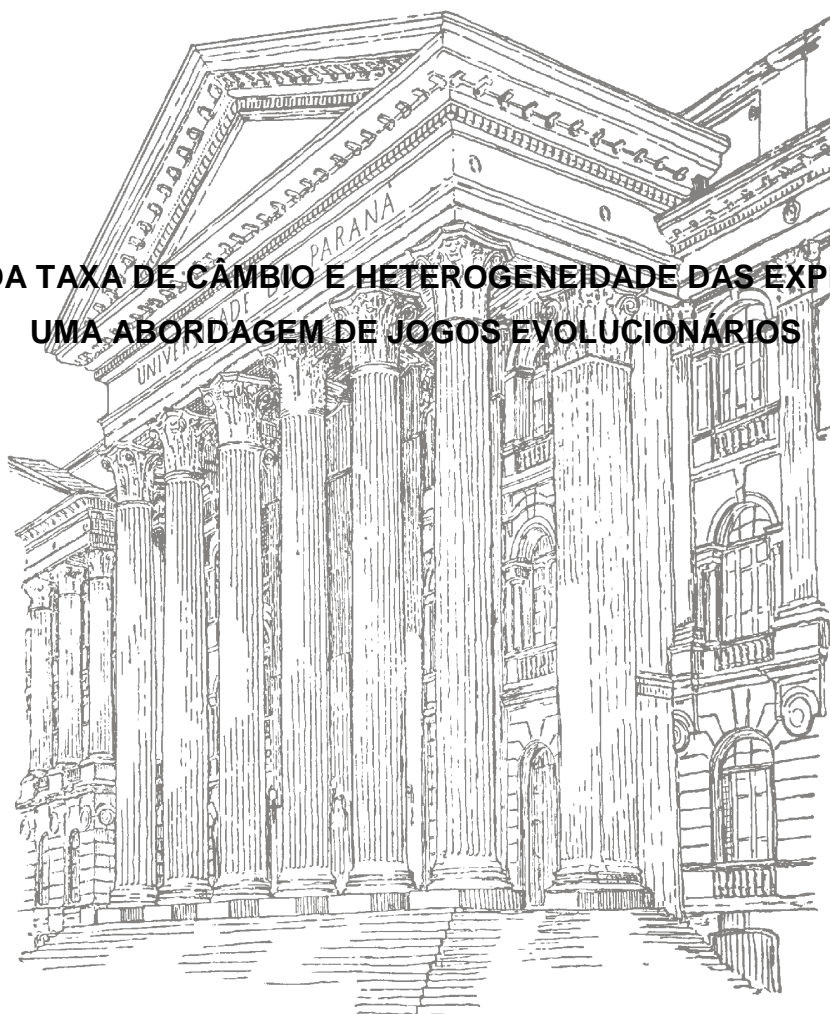 DA TAXA DE CÂMBIO E HETEROGENEIDADE DAS EXP
UMA ABORDAGEM DE JOGOS EVOLUCIONÁRIOS
UNIVERSIDADE DO PARANÁ